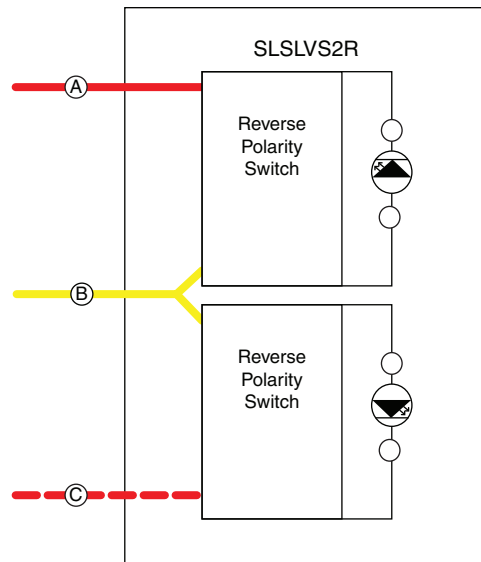 SLSLVS2R
A
Reverse
Polarity
Switch
B
Reverse
Polarity
Switch
C